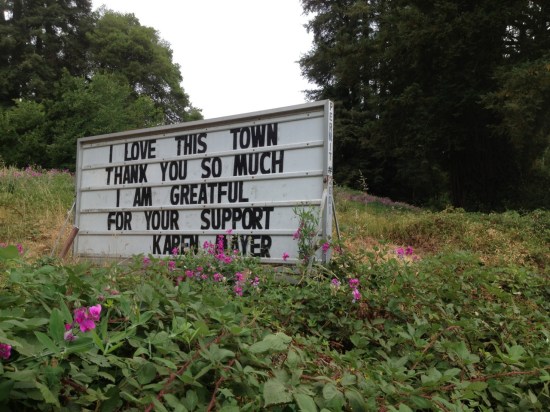 I LOVE THIS TOWN
THANK YOU SO MUCH
I AM GREATFUL
FOR YOUR SUPPORT
KAREN